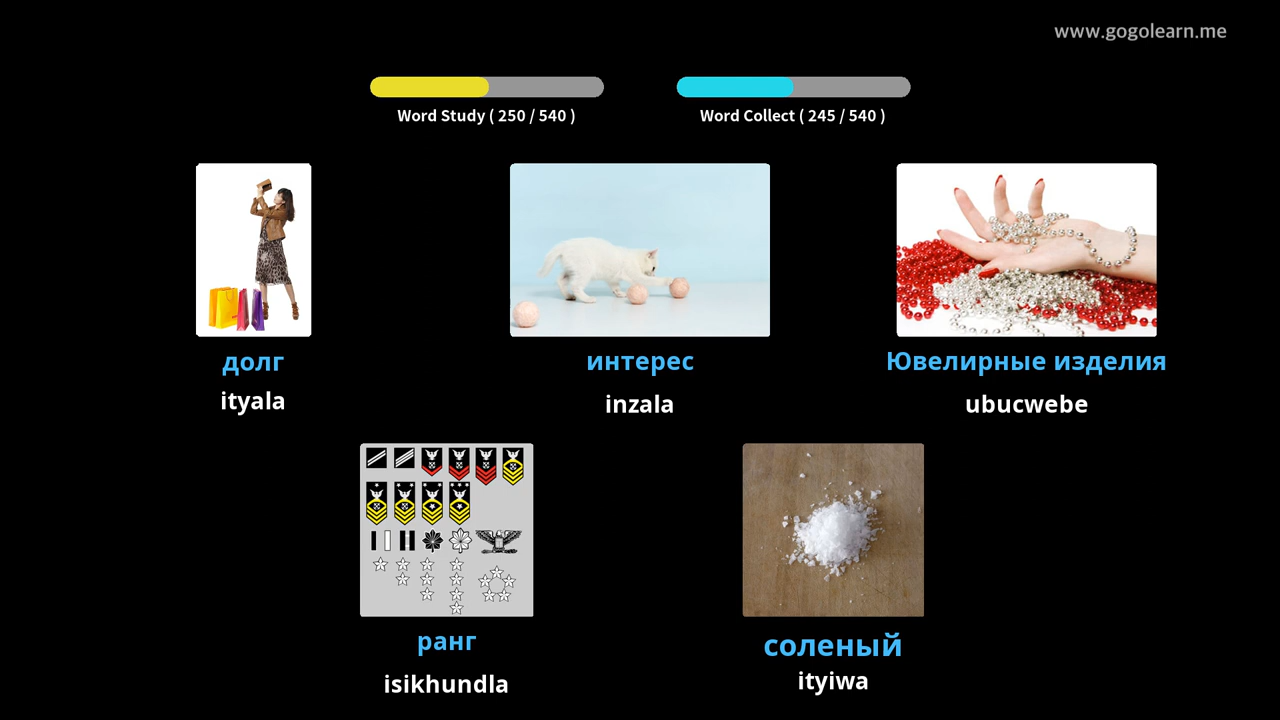 www.gogolearn.me
Word Study ( 250 / 540 )
Word Collect ( 245 / 540 )
долг
интерес
Ювелирные изделия
ityala
inzala
ubucwebe
ранг
соленый
isikhundla
ityiwa